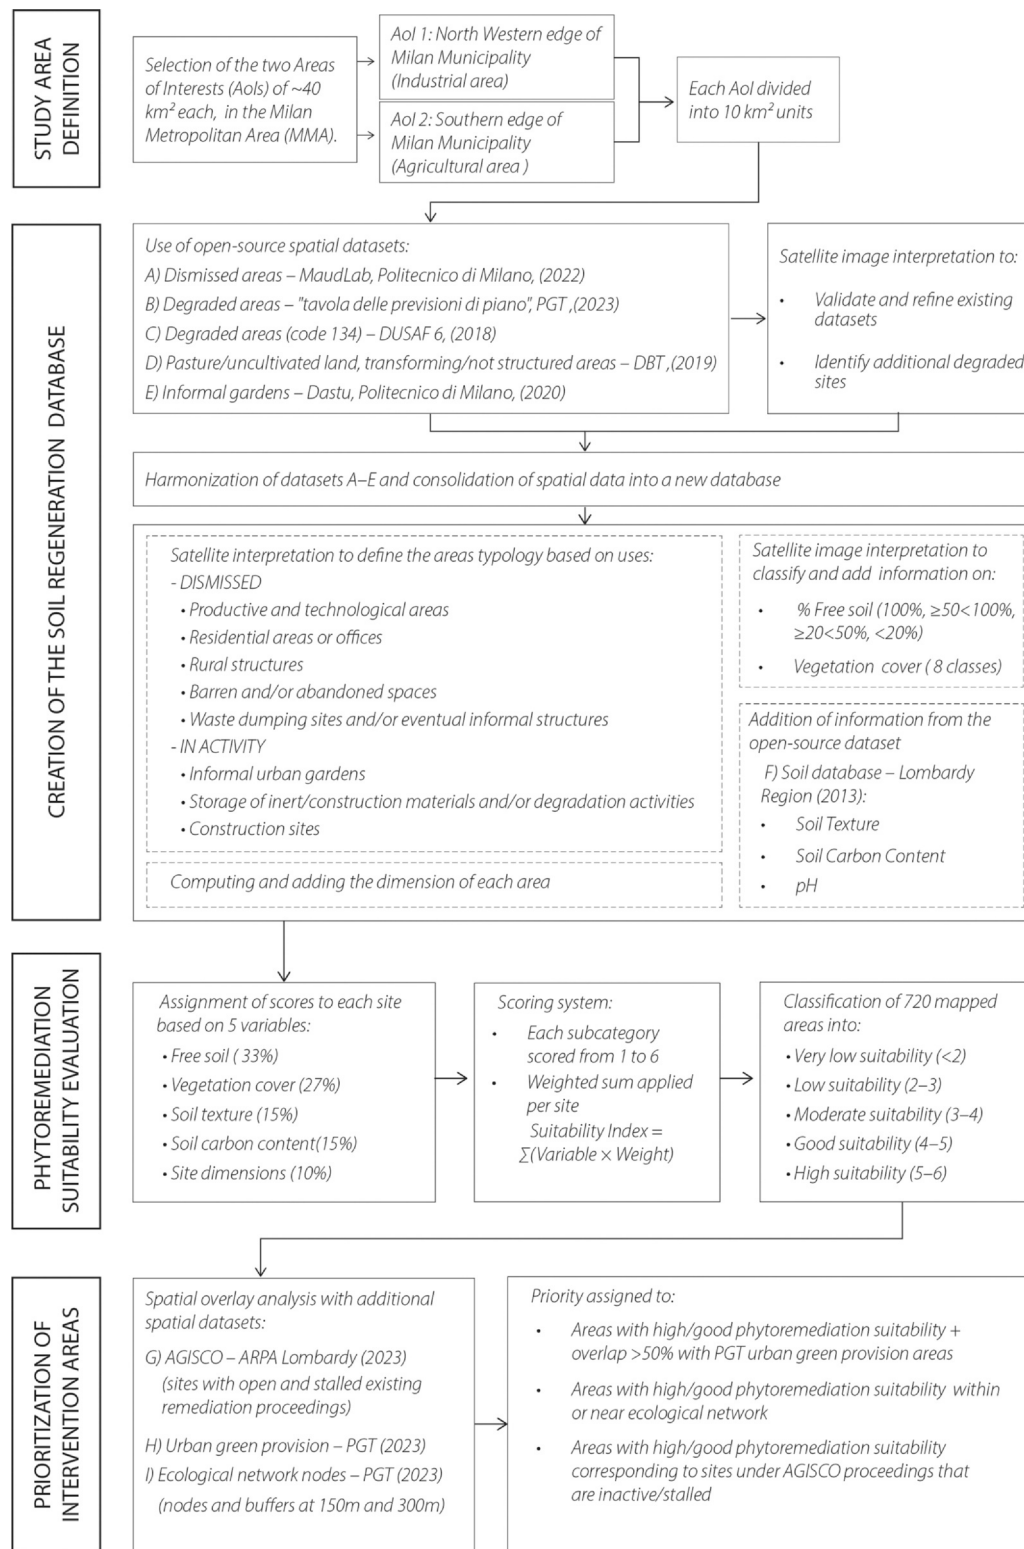 STUDY AREA
DEFINITION
Selection of the two Areas
of Interests (AoIs) of ~40
km² each, in the Milan
Metropolitan Area (MMA).
AoI 1: North Western edge of
Milan Municipality
(Industrial area)
AoI 2: Southern edge of
Milan Municipality
(Agricultural area )
Each AoI divided
into 10 km² units
CREATION OF THE SOIL REGENERATION DATABASE
Use of open-source spatial datasets:
A) Dismissed areas – MaudLab, Politecnico di Milano, (2022)
B) Degraded areas – "tavola delle previsioni di piano", PGT ,(2023)
C) Degraded areas (code 134) – DUSAF 6, (2018)
D) Pasture/uncultivated land, transforming/not structured areas – DBT ,(2019)
E) Informal gardens – Dastu, Politecnico di Milano, (2020)
Satellite image interpretation to:
• Validate and refine existing
datasets
• Identify additional degraded
sites
Harmonization of datasets A–E and consolidation of spatial data into a new database
Satellite interpretation to define the areas typology based on uses:
- DISMISSED
• Productive and technological areas
• Residential areas or offices
• Rural structures
• Barren and/or abandoned spaces
• Waste dumping sites and/or eventual informal structures
- IN ACTIVITY
• Informal urban gardens
• Storage of inert/construction materials and/or degradation activities
• Construction sites
Computing and adding the dimension of each area
Satellite image interpretation to
classify and add information on:
• % Free soil (100%, ≥50<100%,
≥20<50%, <20%)
• Vegetation cover ( 8 classes)
Addition of information from the
open-source dataset
F) Soil database – Lombardy
Region (2013):
• Soil Texture
• Soil Carbon Content
• pH
PHYTOREMEDIATION
SUITABILITY EVALUATION
Assignment of scores to each site
based on 5 variables:
• Free soil ( 33%)
• Vegetation cover (27%)
• Soil texture (15%)
• Soil carbon content(15%)
• Site dimensions (10%)
Scoring system:
• Each subcategory
scored from 1 to 6
• Weighted sum applied
per site
Suitability Index =
∑(Variable × Weight)
Classification of 720 mapped
areas into:
• Very low suitability (<2)
• Low suitability (2–3)
• Moderate suitability (3–4)
• Good suitability (4–5)
• High suitability (5–6)
PRIORITIZATION OF
INTERVENTION AREAS
Spatial overlay analysis with additional
spatial datasets:
G) AGISCO – ARPA Lombardy (2023)
(sites with open and stalled existing
remediation proceedings)
H) Urban green provision – PGT (2023)
I) Ecological network nodes – PGT (2023)
(nodes and buffers at 150m and 300m)
Priority assigned to:
• Areas with high/good phytoremediation suitability +
overlap >50% with PGT urban green provision areas
• Areas with high/good phytoremediation suitability within
or near ecological network
• Areas with high/good phytoremediation suitability
corresponding to sites under AGISCO proceedings that
are inactive/stalled